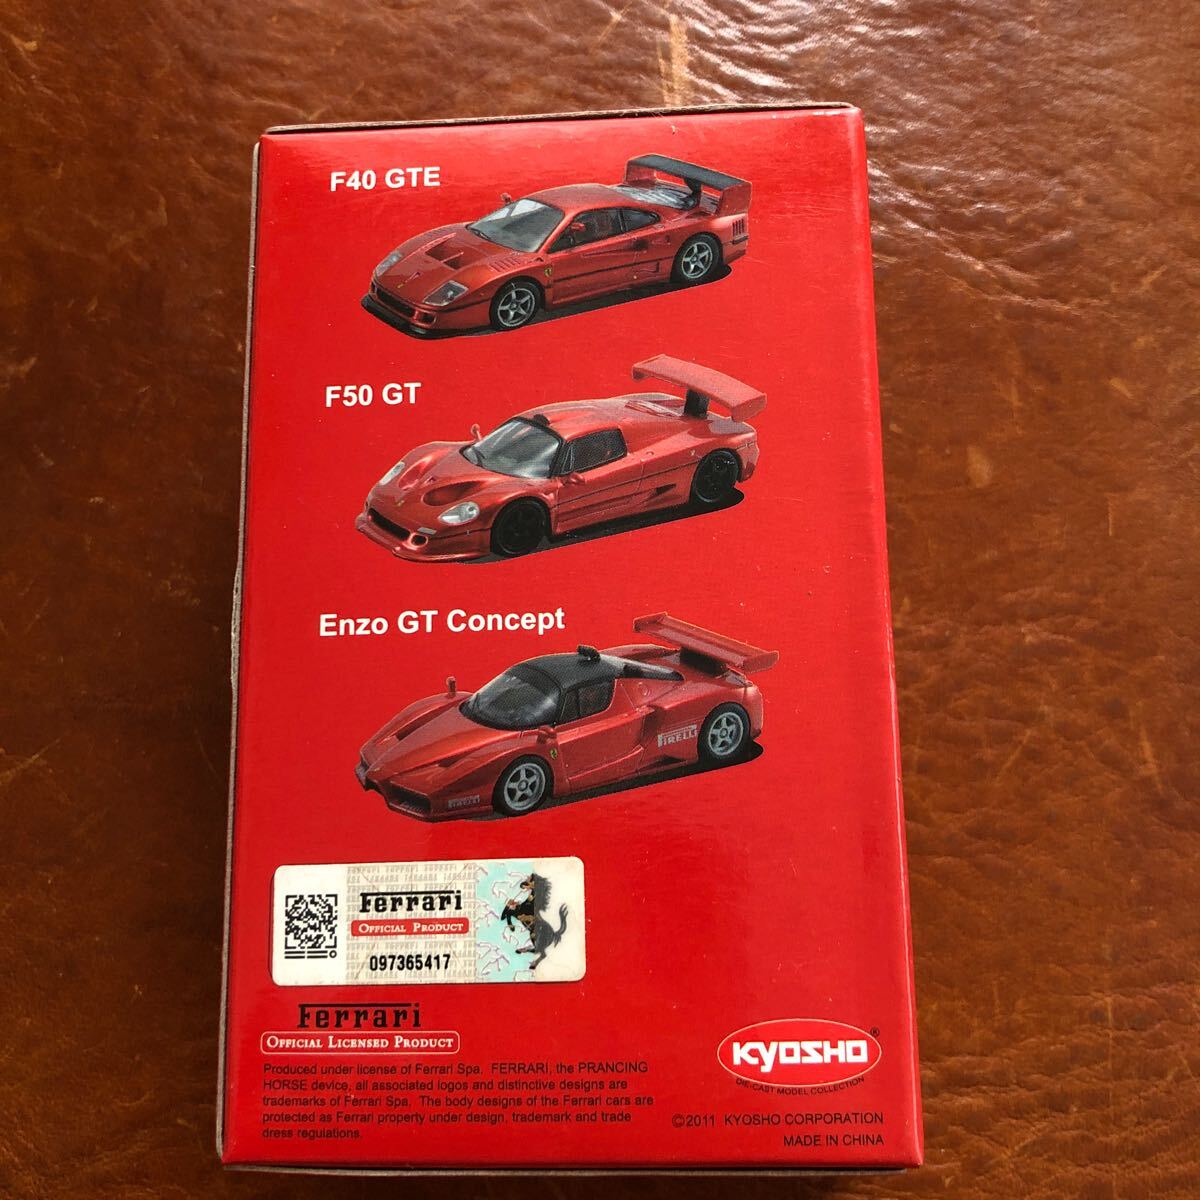 F40 GTE
F50 GT
Enzo GT Concept
PIRELLI
PIRELLI
Ferrari
OFFICIAL PRODUCT
097365417
Ferrari
OFFICIAL LICENSED PRODUCT
Produced under license of Ferrari Spa. FERRARI, the PRANCING
HORSE device, all associated logos and distinctive designs are
trademarks of Ferrari Spa. The body designs of the Ferrari cars are
protected as Ferrari property under design, trademark and trade
dress regulations.
KYOSHO®
DIE-CAST MODEL COLLECTION
©2011 KYOSHO CORPORATION
MADE IN CHINA